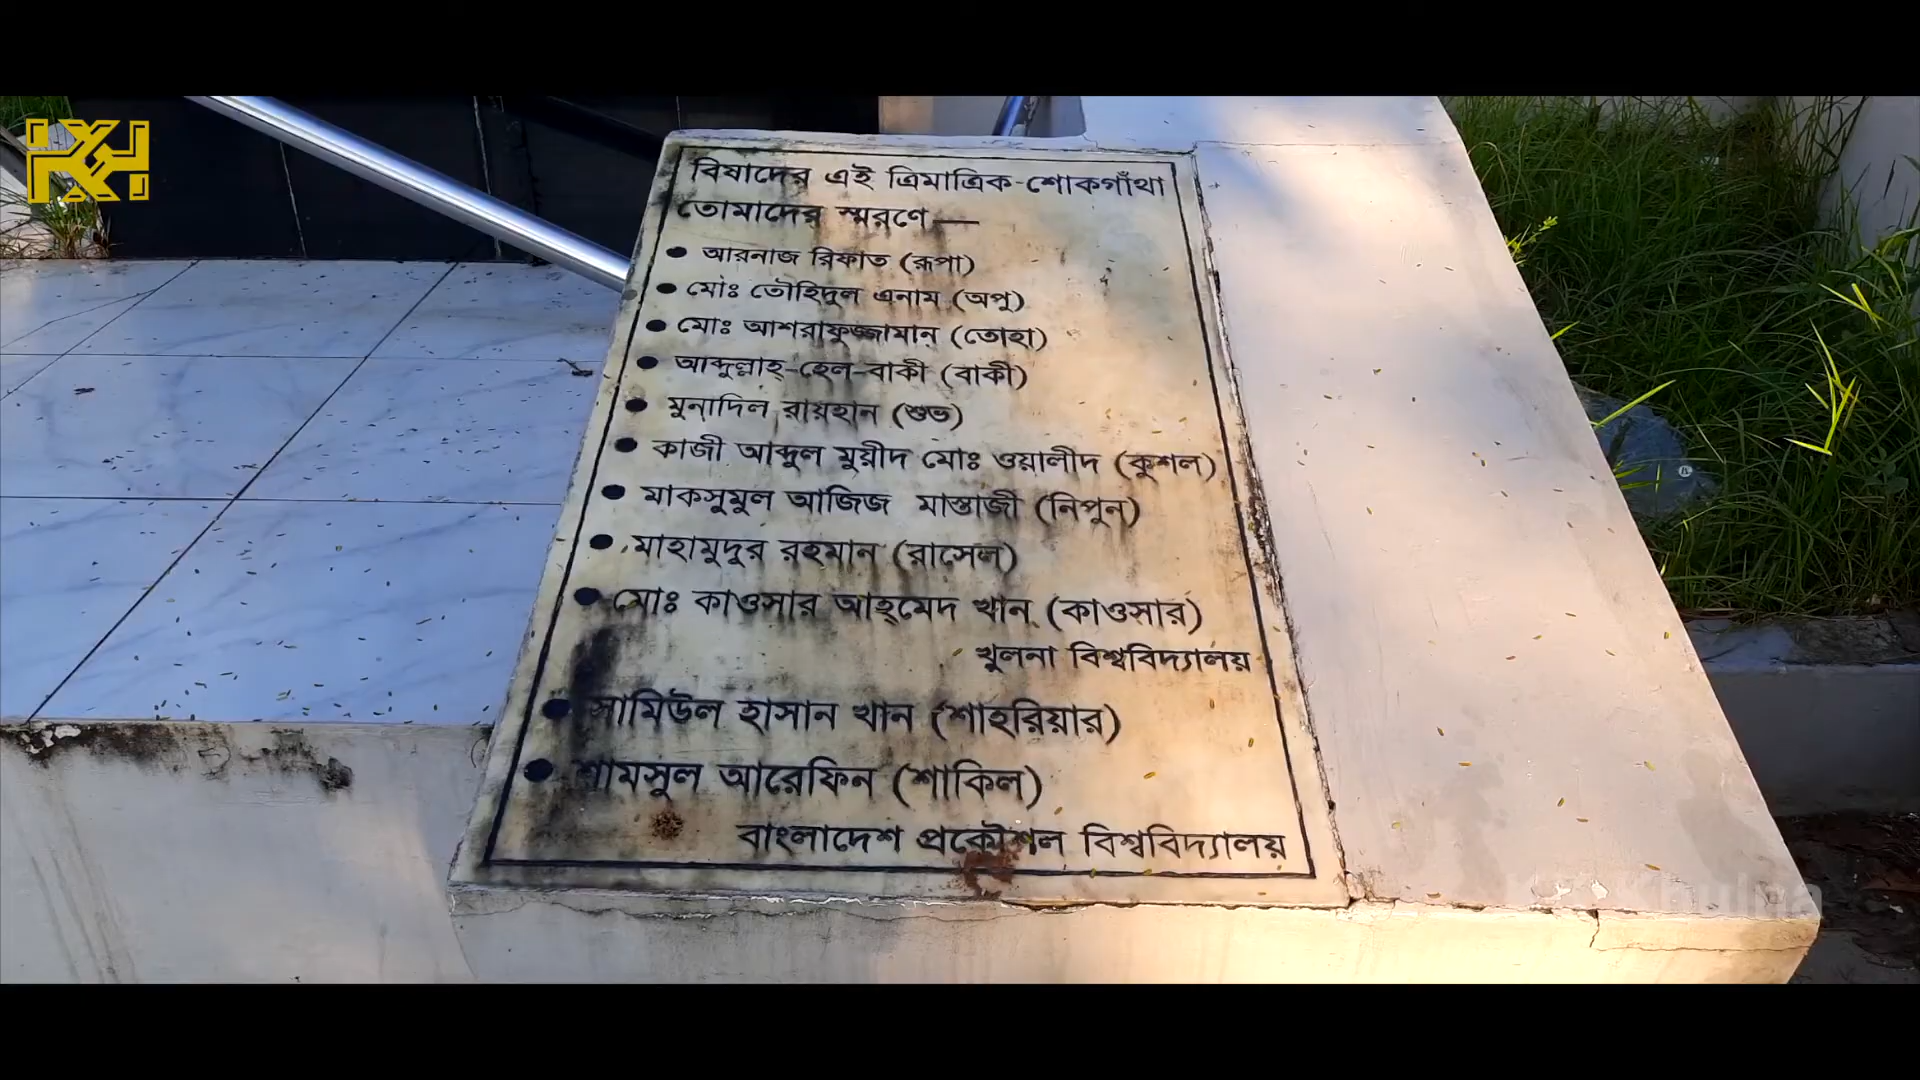 বিষাদের এই ত্রিমাত্রিক-শোকগাঁথা
তোমাদের স্মরণে—
• আরনাজ রিফাত (রূপা)
• মোঃ তৌহিদুল এনাম (অপু)
• মোঃ আশরাফুজ্জামান (তোহা)
• আব্দুল্লাহ্-হেল-বাকী (বাকী)
• মুনাদিল রায়হান (শুভ)
• কাজী আব্দুল মুয়ীদ মোঃ ওয়ালীদ (কুশল)
• মাকসুমুল আজিজ মাস্তাজী (নিপুন)
• মাহামুদুর রহমান (রাসেল)
• মোঃ কাওসার আহ্‌মেদ খান (কাওসার)
খুলনা বিশ্ববিদ্যালয়
• সামিউল হাসান খান (শাহরিয়ার)
• শামসুল আরেফিন (শাকিল)
বাংলাদেশ প্রকৌশল বিশ্ববিদ্যালয়